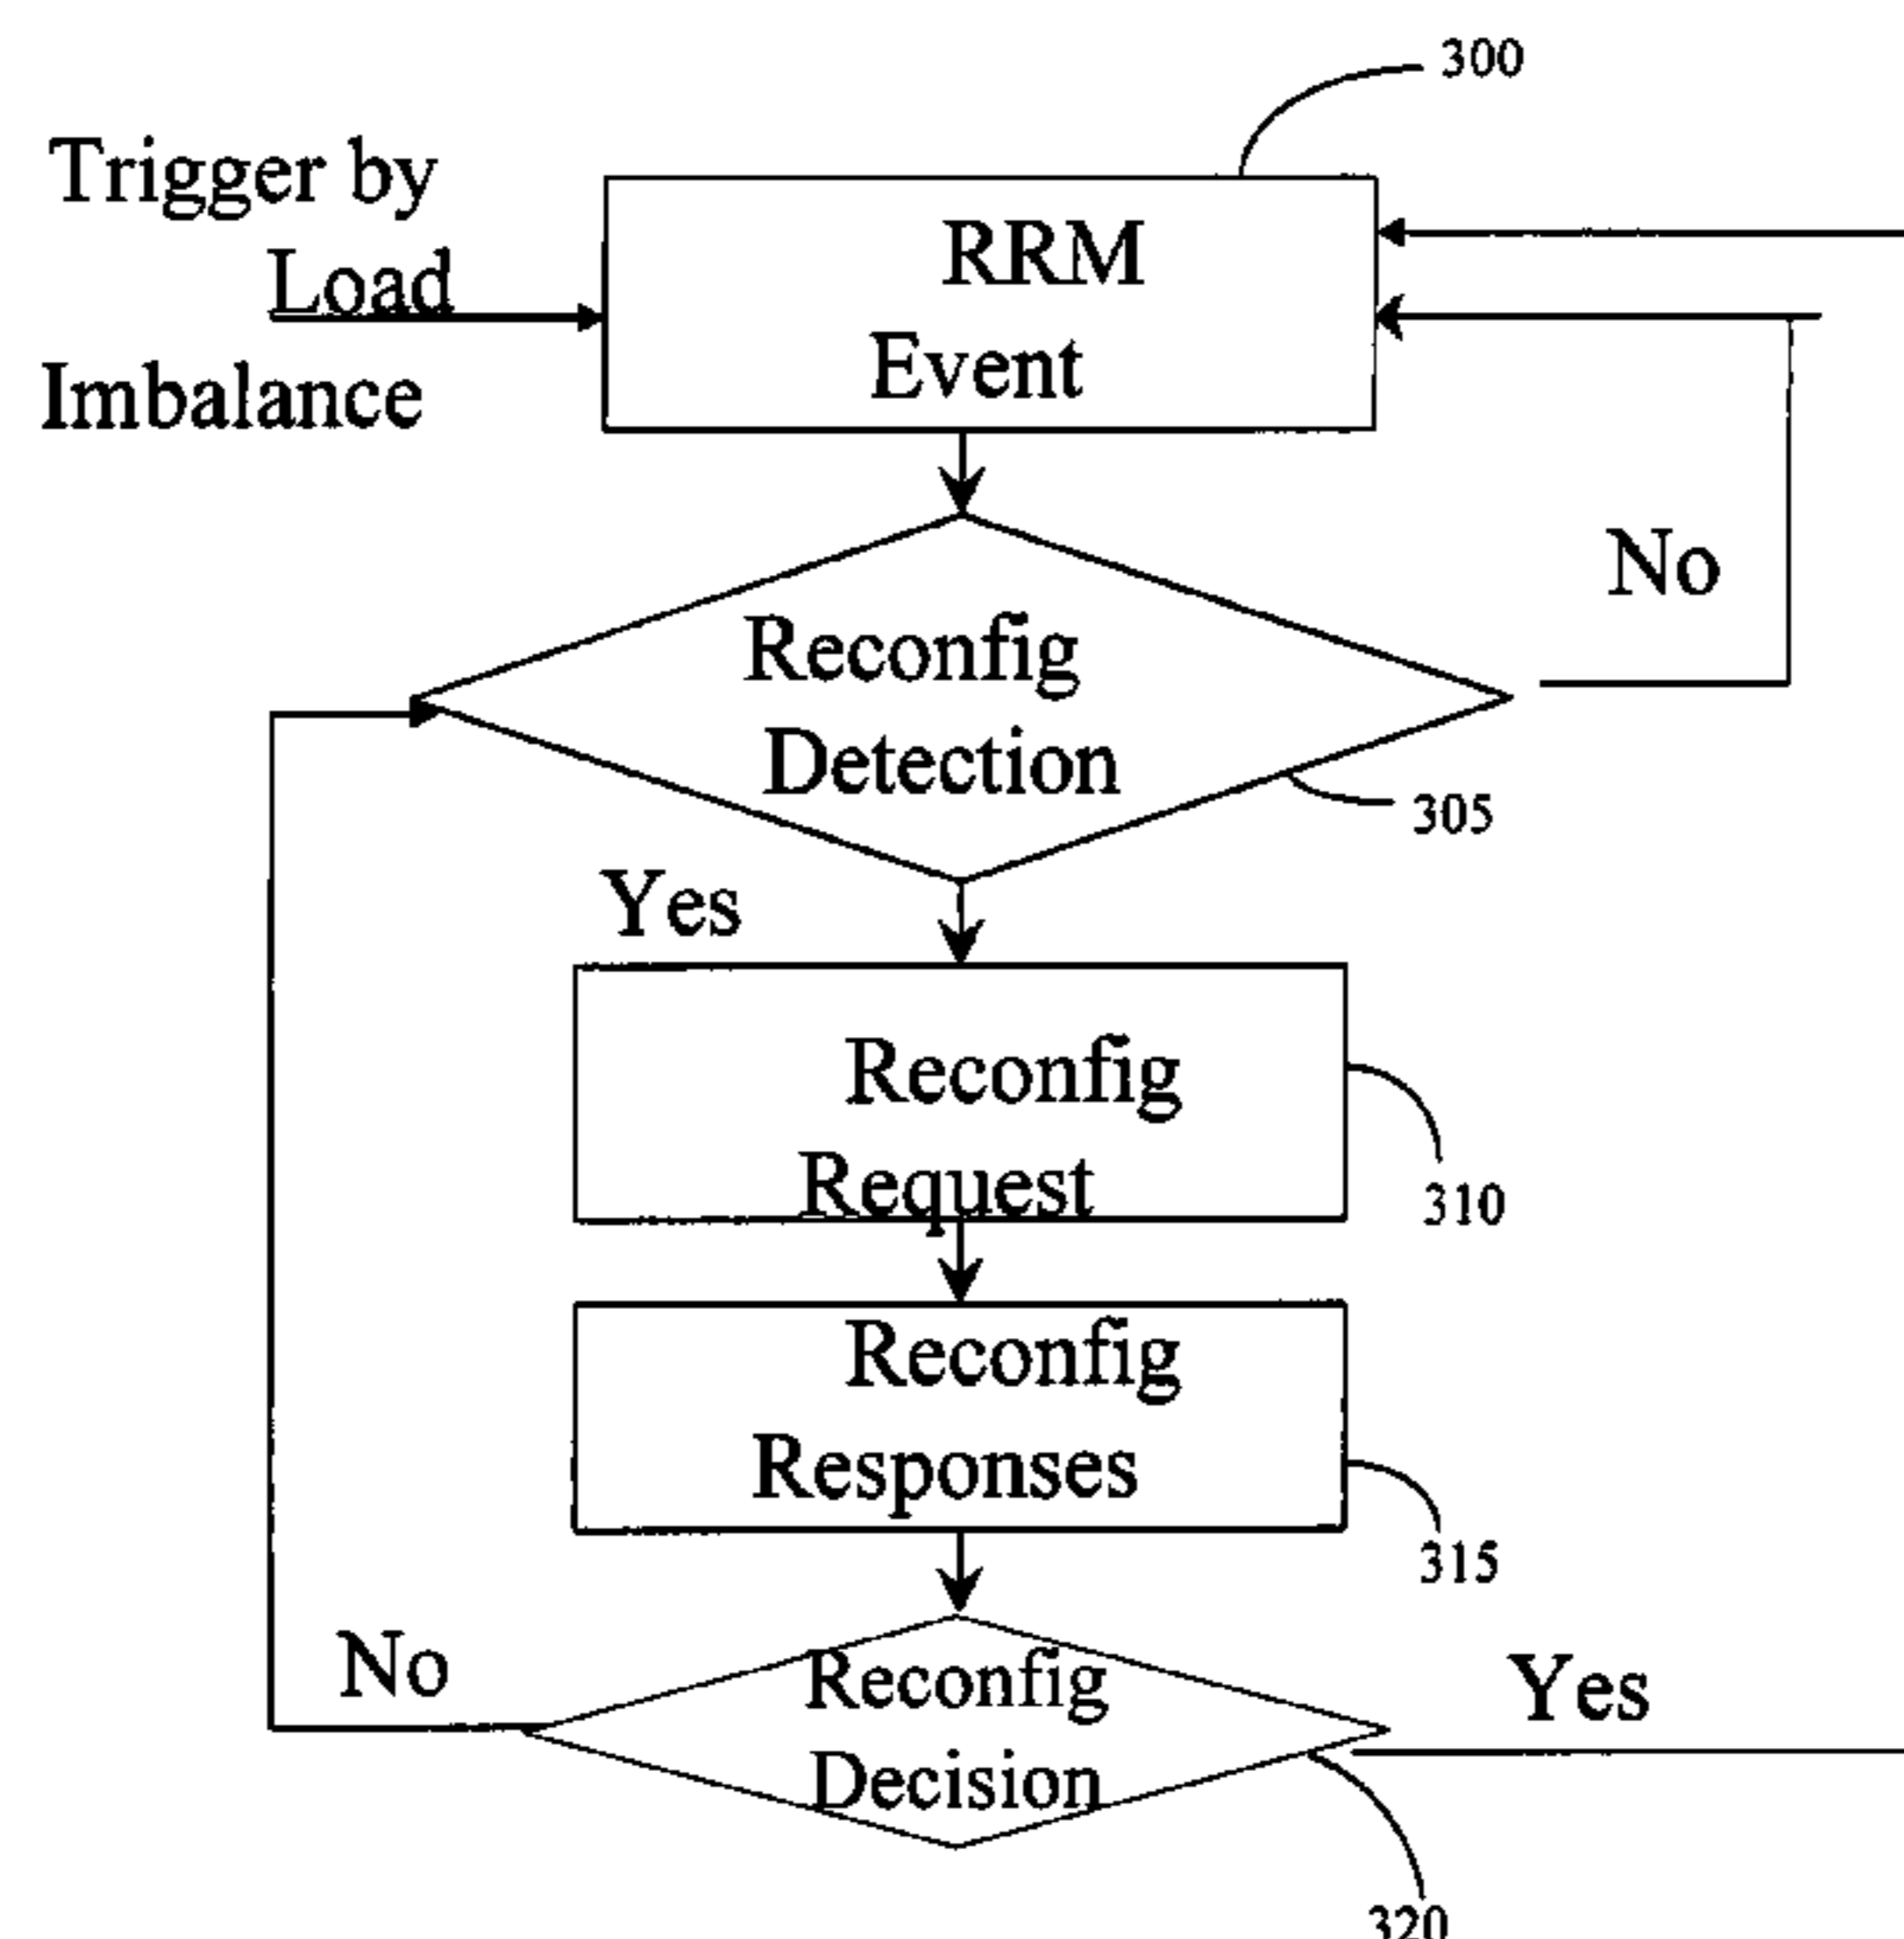 300
Trigger by
Load
Imbalance
RRM
Event
No
Reconfig
Detection
305
Yes
Reconfig
Request
310
Reconfig
Responses
315
No
Reconfig
Decision
Yes
320